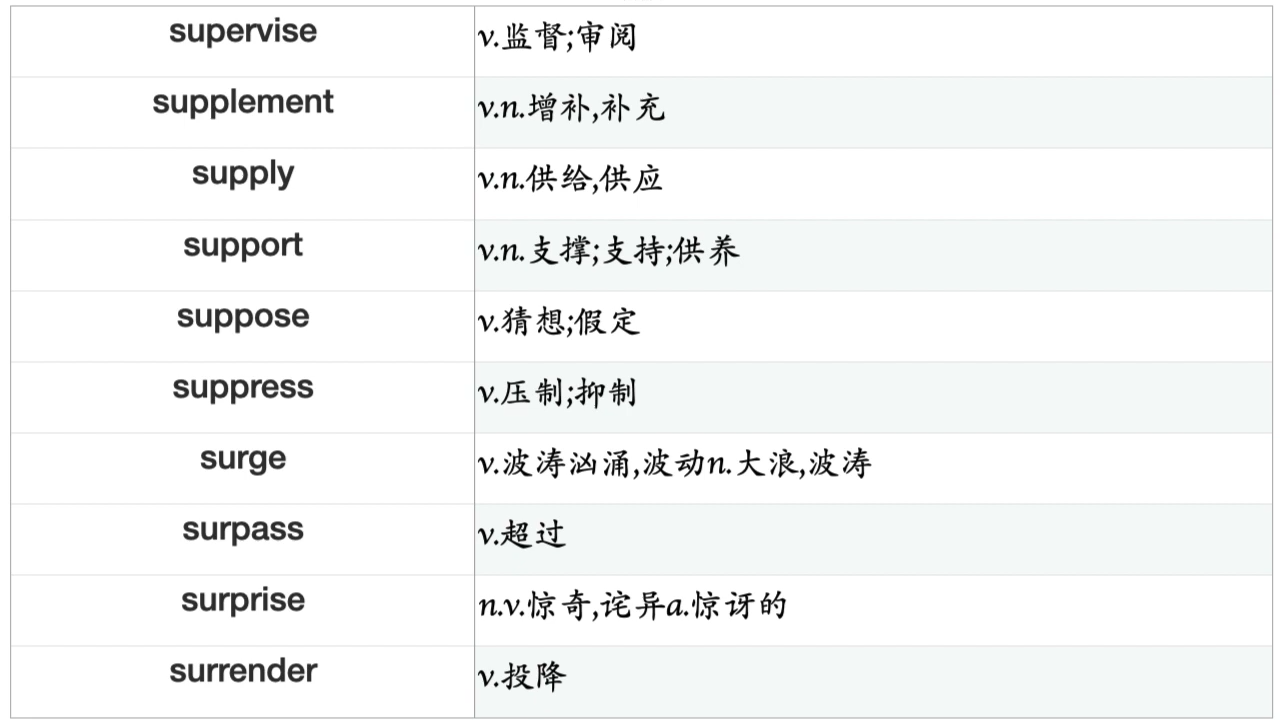 supervise v.监督;审阅
supplement v.n.增补,补充
supply v.n.供给,供应
support v.n.支撑;支持;供养
suppose v.猜想;假定
suppress v.压制;抑制
surge v.波涛汹涌,波动n.大浪,波涛
surpass v.超过
surprise n.v.惊奇,诧异a.惊讶的
surrender v.投降